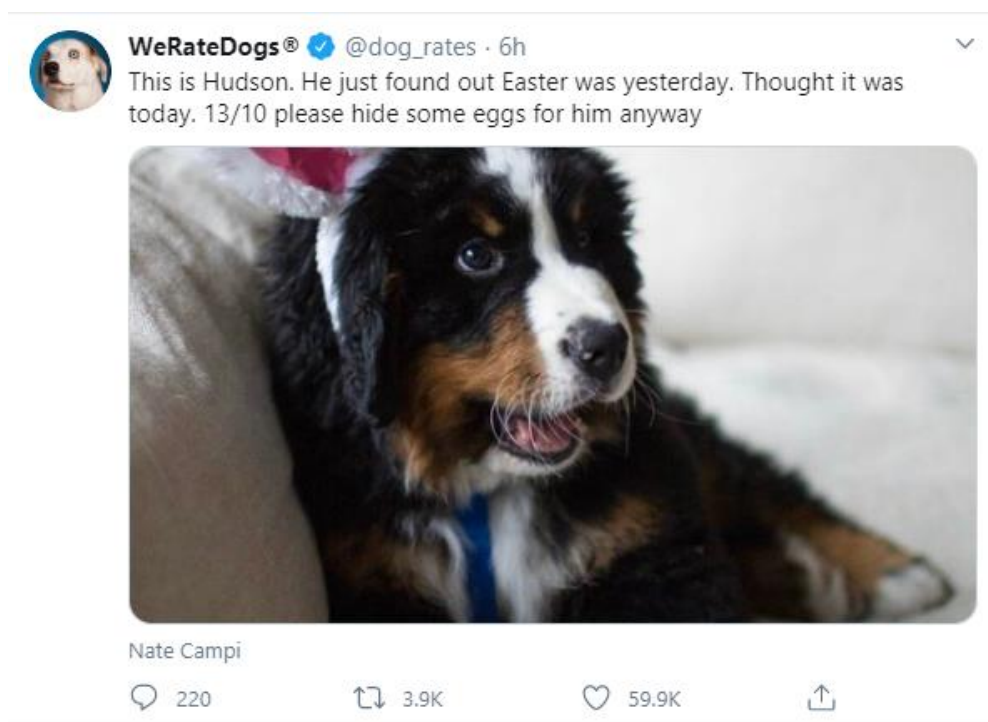 WeRateDogs® @dog_rates · 6h
This is Hudson. He just found out Easter was yesterday. Thought it was
today. 13/10 please hide some eggs for him anyway
Nate Campi
220 3.9K 59.9K